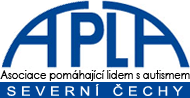 APLA
Asociace pomáhající lidem s autismem
SEVERNÍ ČECHY